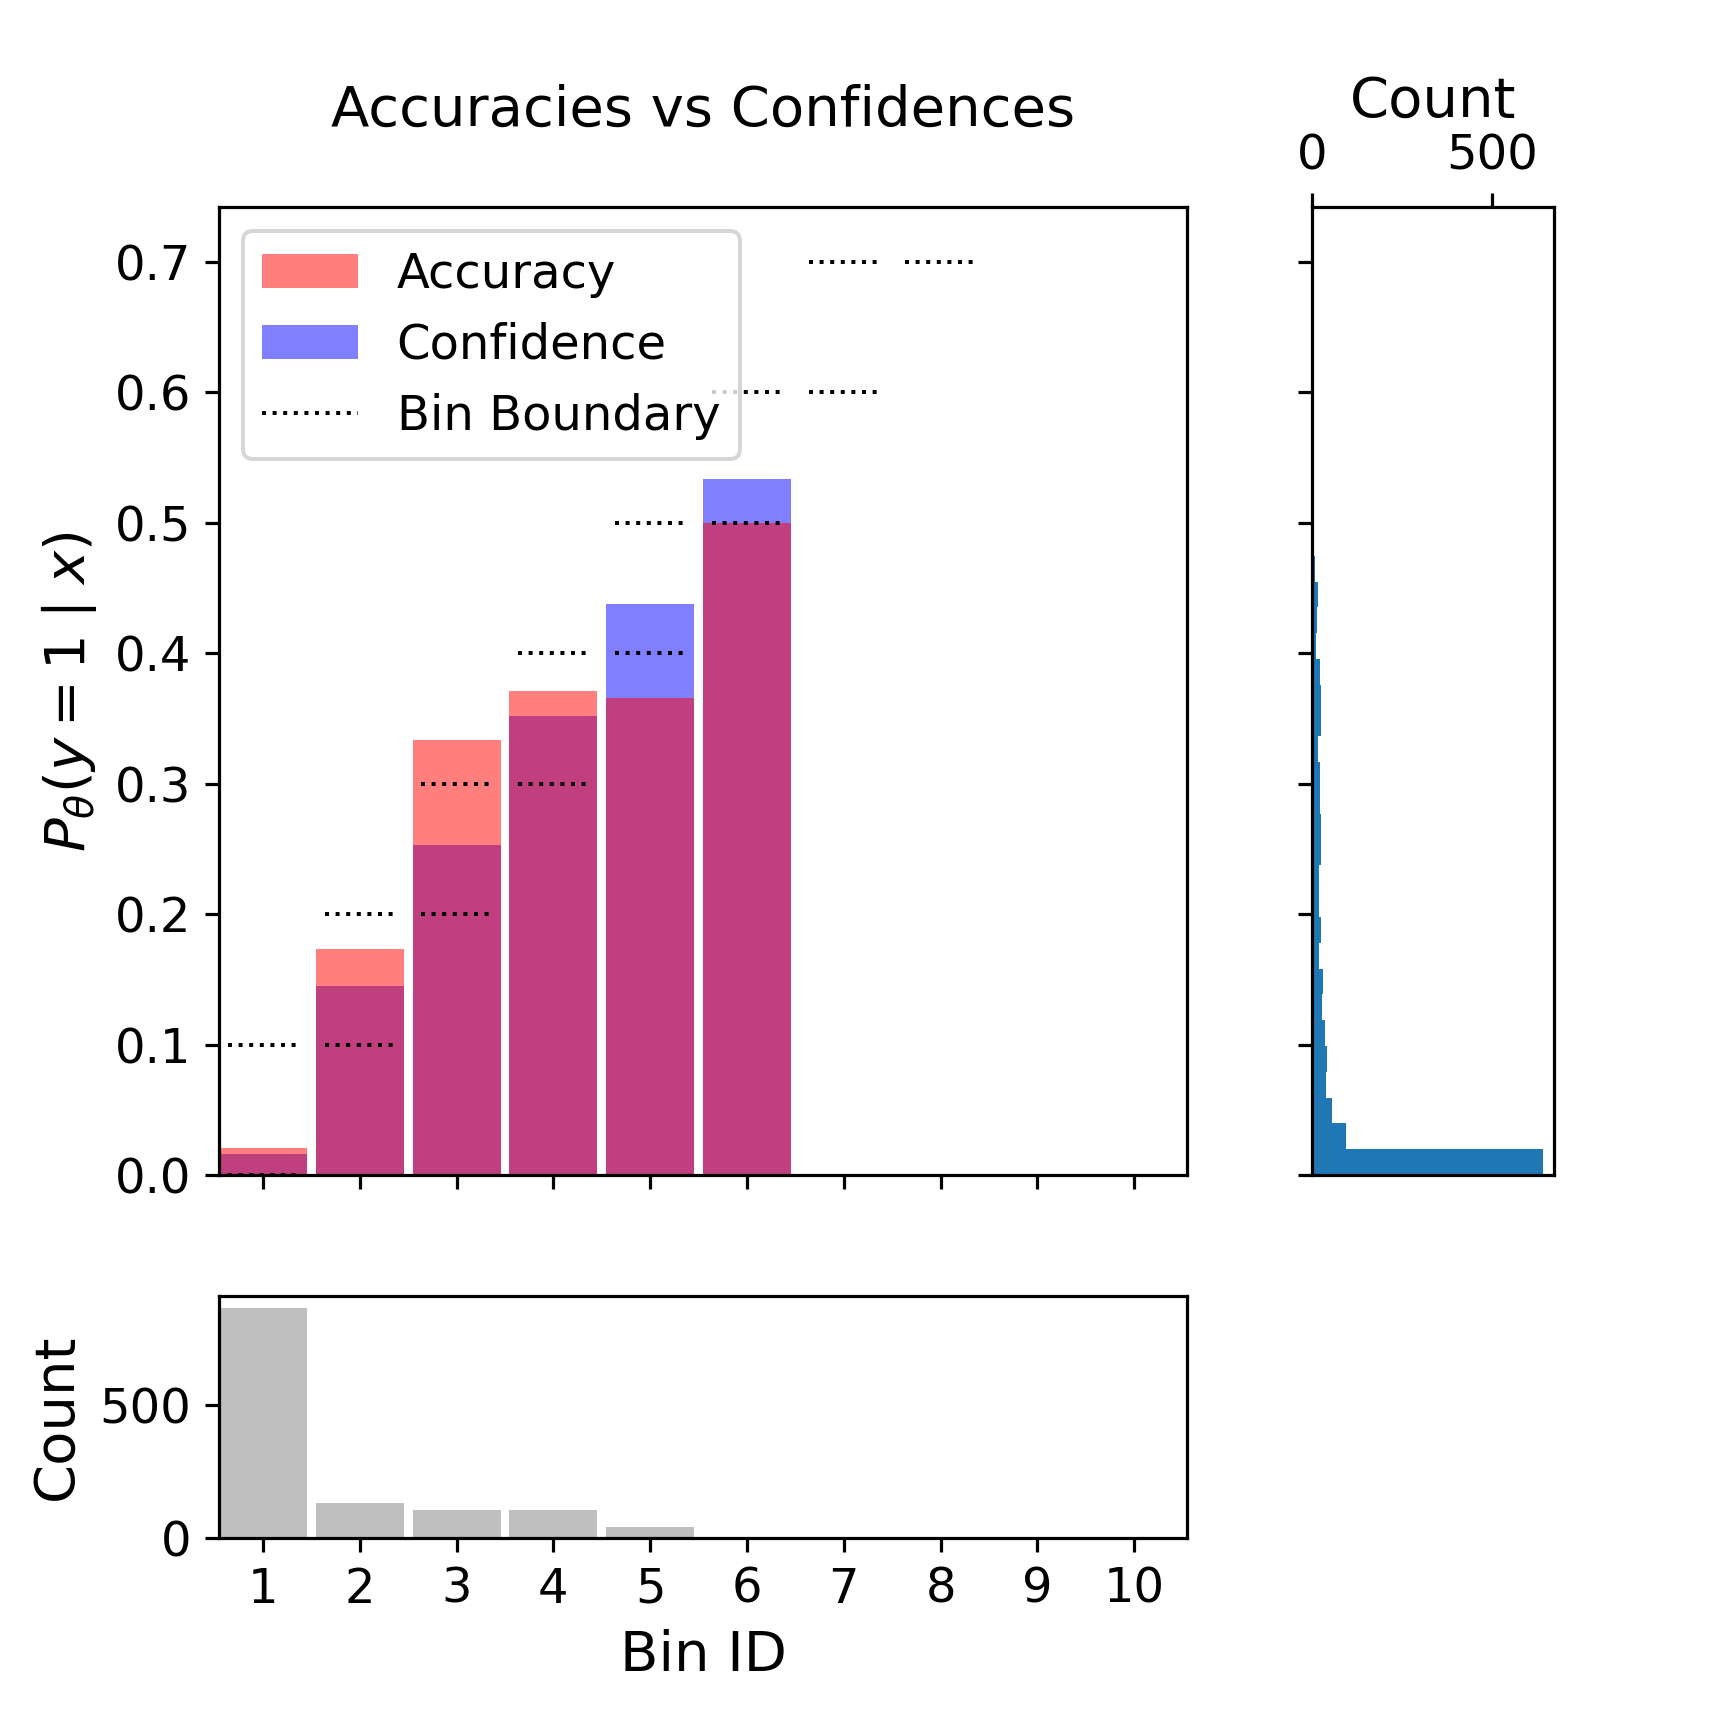 Accuracies vs Confidences
Count
0 500
0.7
0.6
0.5
0.4
0.3
0.2
0.1
0.0
P_θ(y = 1 | x)
Accuracy
Confidence
Bin Boundary
Count
500
0
1 2 3 4 5 6 7 8 9 10
Bin ID